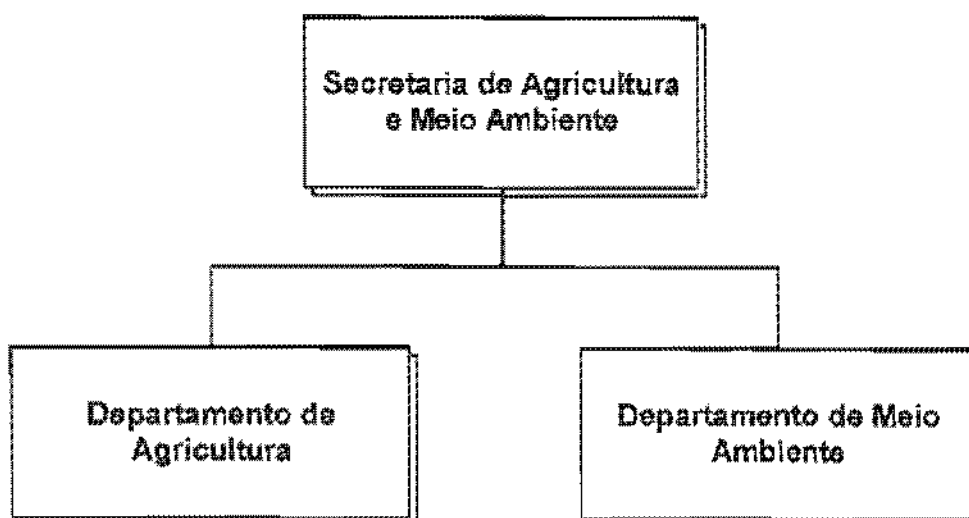 Secretaria de Agricultura
e Meio Ambiente
Departamento de
Agricultura
Departamento de Meio
Ambiente